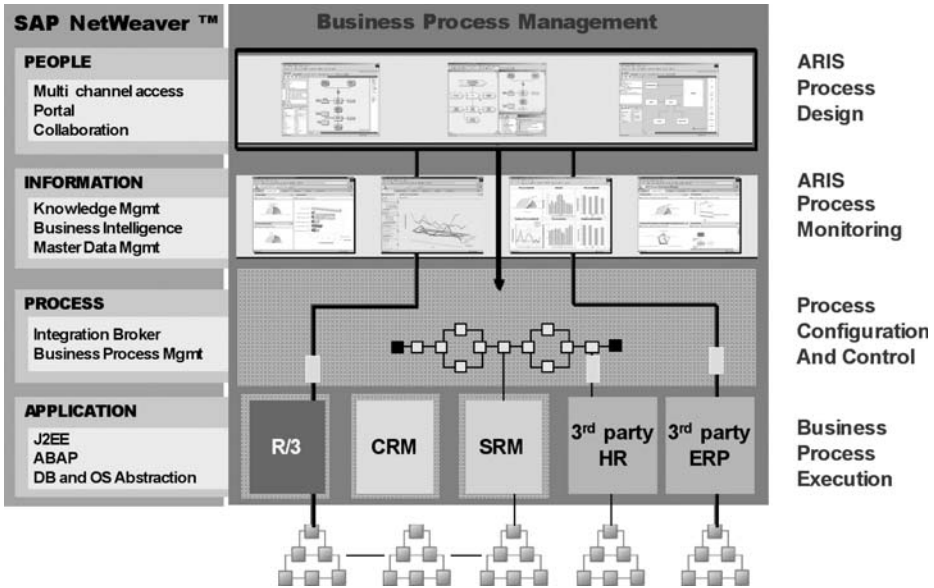 SAP NetWeaver ™
Business Process Management
PEOPLE
Multi channel access
Portal
Collaboration
ARIS
Process
Design
INFORMATION
Knowledge Mgmt
Business Intelligence
Master Data Mgmt
ARIS
Process
Monitoring
PROCESS
Integration Broker
Business Process Mgmt
Process
Configuration
And Control
APPLICATION
J2EE
ABAP
DB and OS Abstraction
R/3
CRM
SRM
3rd party
HR
3rd party
ERP
Business
Process
Execution